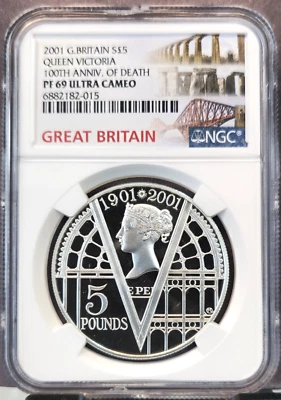 2001 G.BRITAIN S$5
QUEEN VICTORIA
100TH ANNIV. OF DEATH
PF 69 ULTRA CAMEO
6882182-015
GREAT BRITAIN
NGC
1901 2001
E PE
5
POUNDS